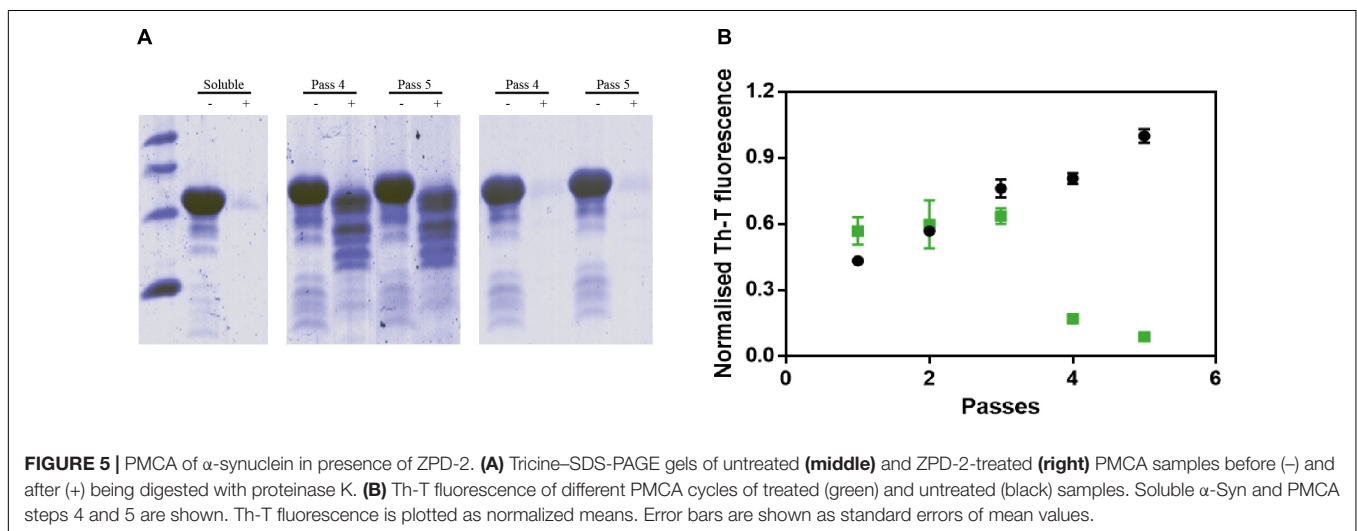 A
Soluble Pass 4 Pass 5 Pass 4 Pass 5
- + - + - + - + - +
B
Normalised Th-T fluorescence
1.2
0.9
0.6
0.3
0.0
0 2 4 6
Passes
FIGURE 5 | PMCA of α-synuclein in presence of ZPD-2. (A) Tricine–SDS-PAGE gels of untreated (middle) and ZPD-2-treated (right) PMCA samples before (–) and
after (+) being digested with proteinase K. (B) Th-T fluorescence of different PMCA cycles of treated (green) and untreated (black) samples. Soluble α-Syn and PMCA
steps 4 and 5 are shown. Th-T fluorescence is plotted as normalized means. Error bars are shown as standard errors of mean values.